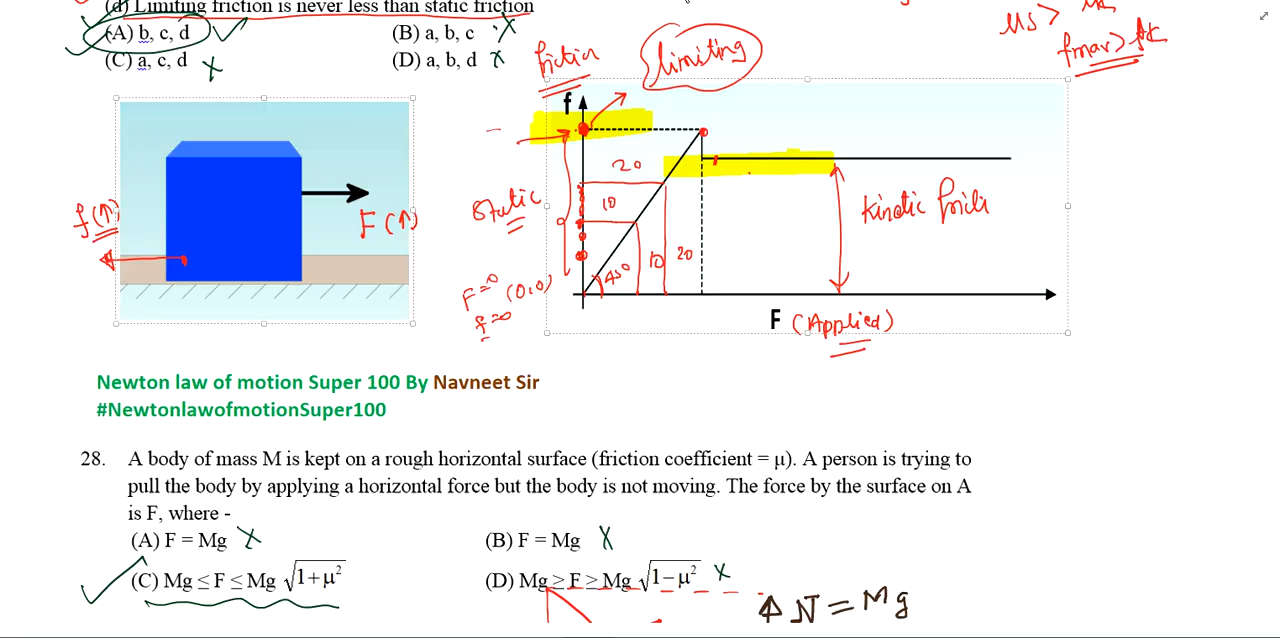 (d) Limiting friction is never less than static friction
(A) b, c, d (B) a, b, c
(C) a, c, d (D) a, b, d
μs >
fmax > fk
friction
limiting
f
20
10
10
20
45°
static
Kinetic
f(↑)
F(↑)
F=0 (0,0)
f=0
F (Applied)
Newton law of motion Super 100 By Navneet Sir
#NewtonlawofmotionSuper100
28. A body of mass M is kept on a rough horizontal surface (friction coefficient = μ). A person is trying to
pull the body by applying a horizontal force but the body is not moving. The force by the surface on A
is F, where -
(A) F = Mg (B) F = Mg
(C) Mg ≤ F ≤ Mg √1+μ² (D) Mg ≥ F ≥ Mg √1−μ²
N = Mg